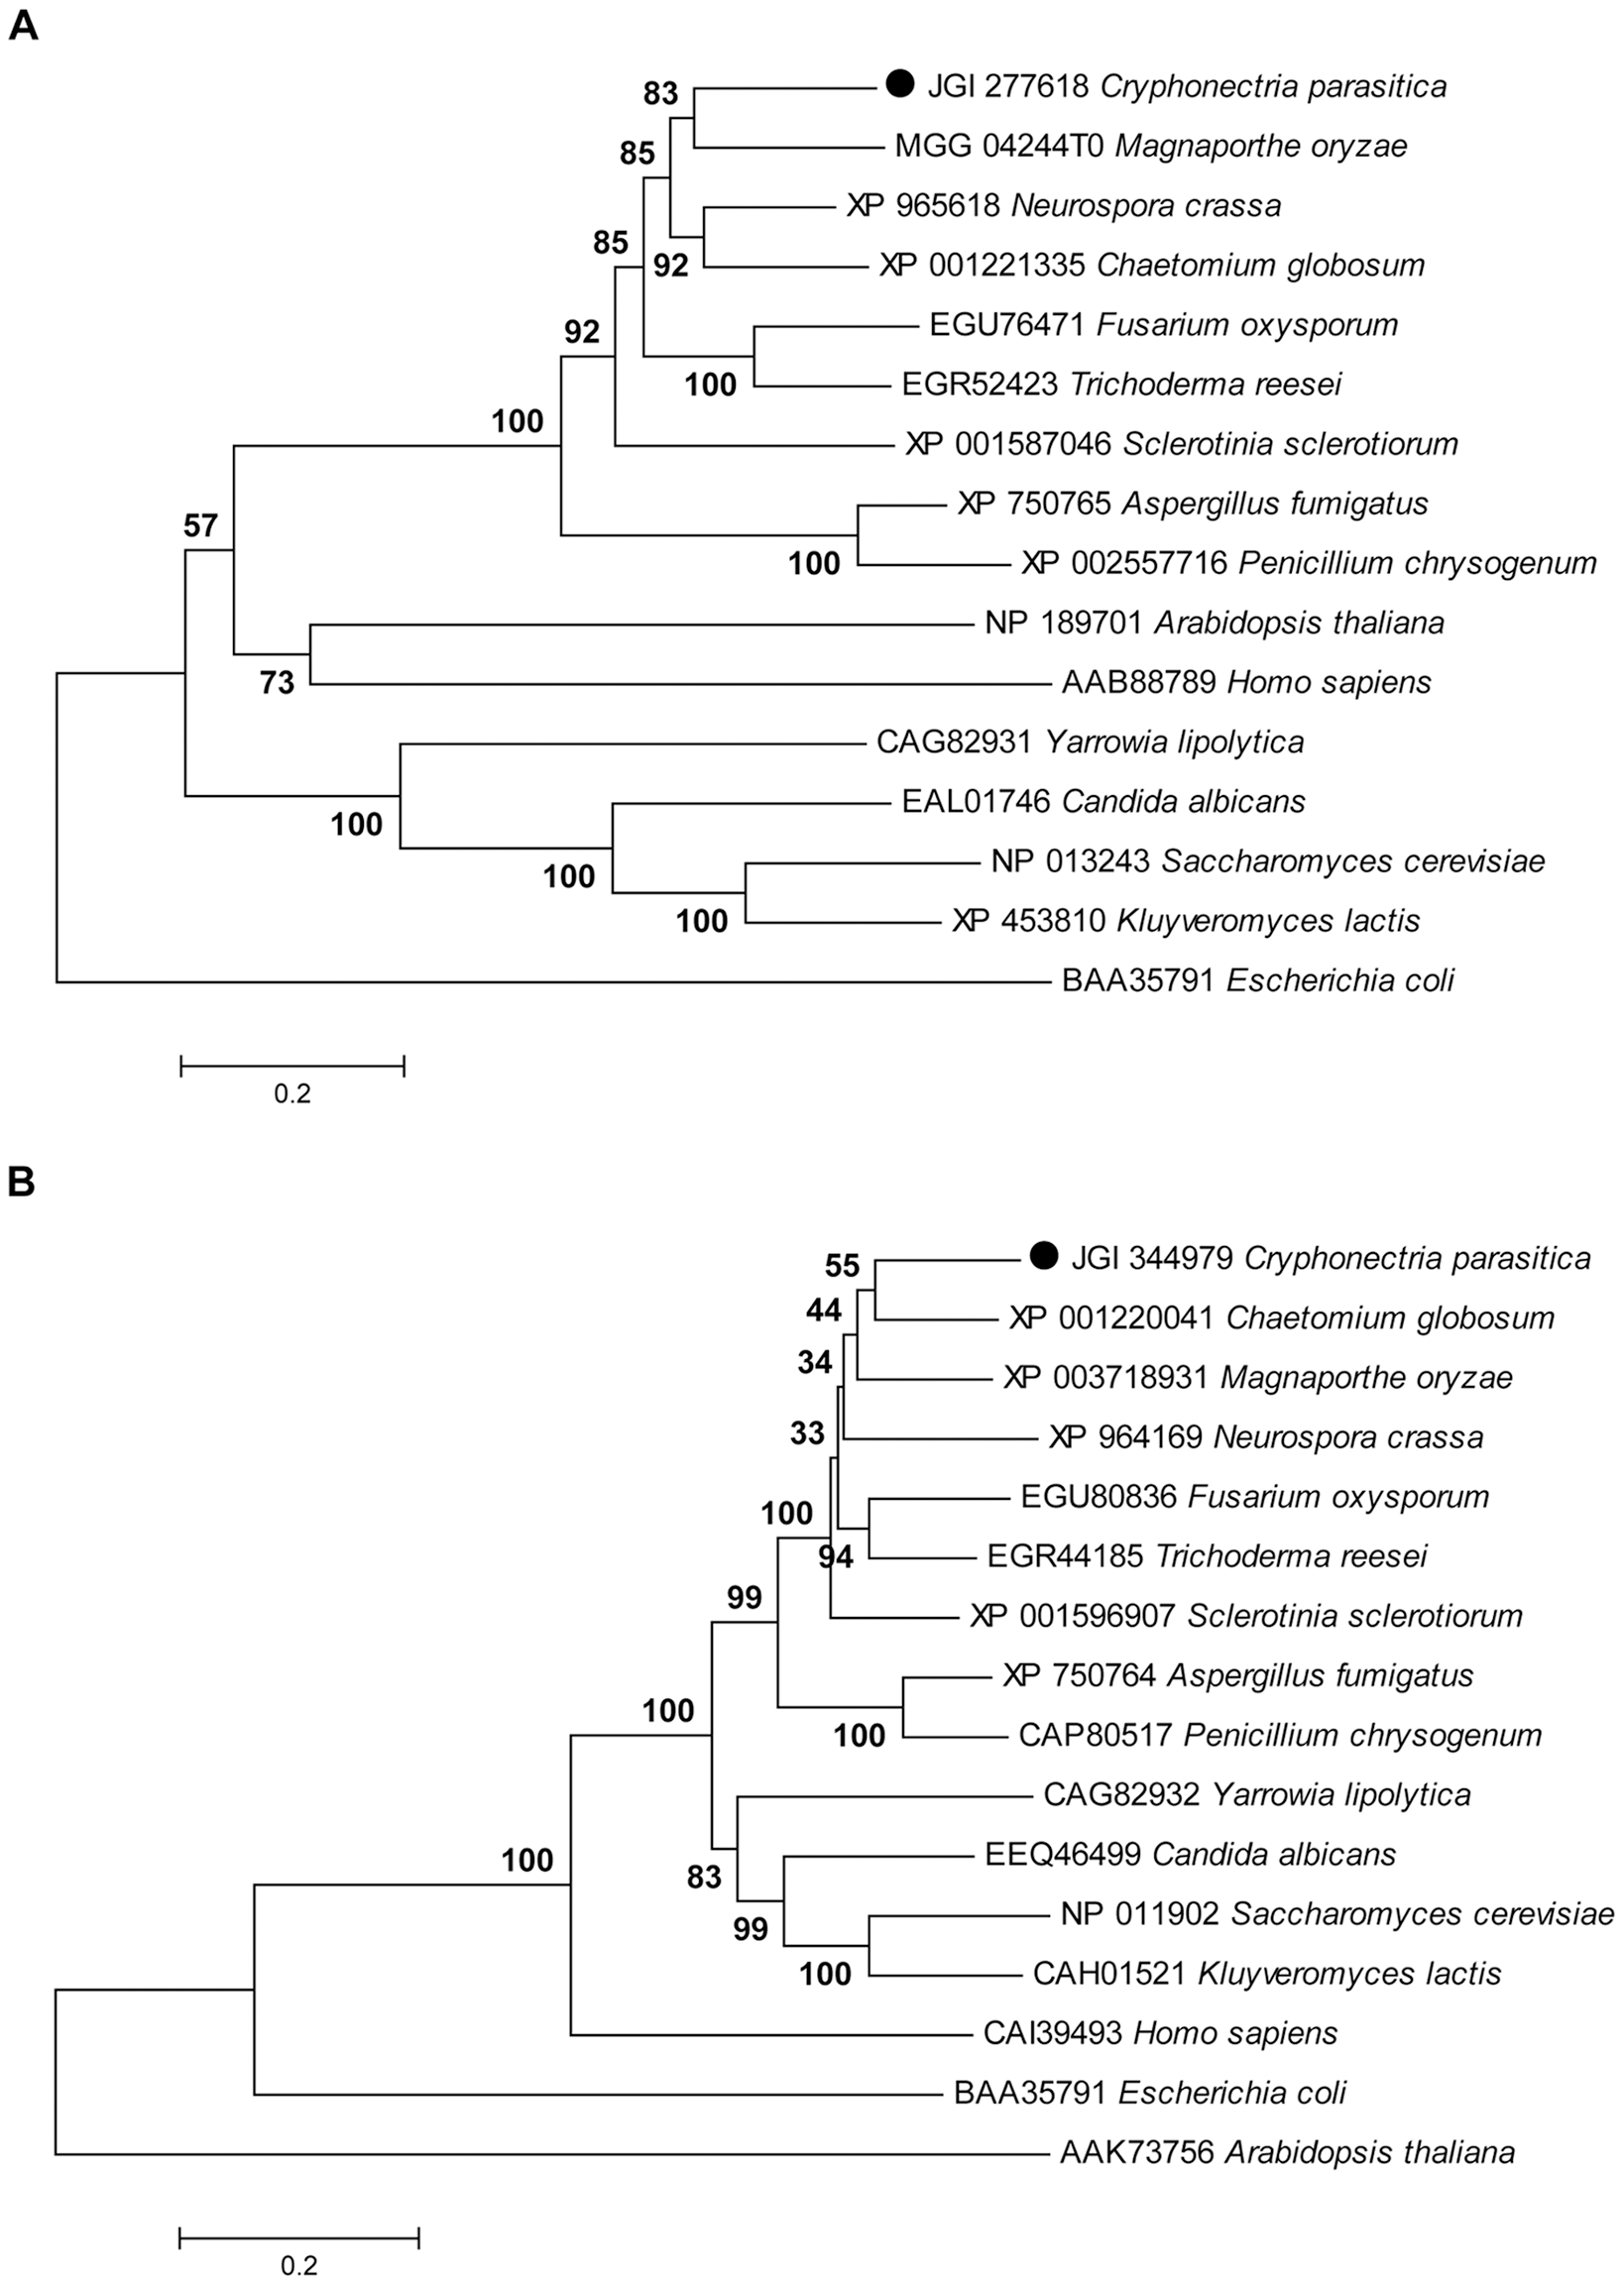 A
83
JGI 277618 Cryphonectria parasitica
MGG 04244T0 Magnaporthe oryzae
85
XP 965618 Neurospora crassa
85
92
XP 001221335 Chaetomium globosum
EGU76471 Fusarium oxysporum
92
100
EGR52423 Trichoderma reesei
100
XP 001587046 Sclerotinia sclerotiorum
XP 750765 Aspergillus fumigatus
57
100
XP 002557716 Penicillium chrysogenum
NP 189701 Arabidopsis thaliana
73
AAB88789 Homo sapiens
CAG82931 Yarrowia lipolytica
EAL01746 Candida albicans
100
NP 013243 Saccharomyces cerevisiae
100
100
XP 453810 Kluyveromyces lactis
BAA35791 Escherichia coli
0.2
B
55
JGI 344979 Cryphonectria parasitica
44
XP 001220041 Chaetomium globosum
34
XP 003718931 Magnaporthe oryzae
33
XP 964169 Neurospora crassa
EGU80836 Fusarium oxysporum
100
94
EGR44185 Trichoderma reesei
99
XP 001596907 Sclerotinia sclerotiorum
XP 750764 Aspergillus fumigatus
100
100
CAP80517 Penicillium chrysogenum
CAG82932 Yarrowia lipolytica
100
83
EEQ46499 Candida albicans
99
NP 011902 Saccharomyces cerevisiae
100
CAH01521 Kluyveromyces lactis
CAI39493 Homo sapiens
BAA35791 Escherichia coli
AAK73756 Arabidopsis thaliana
0.2